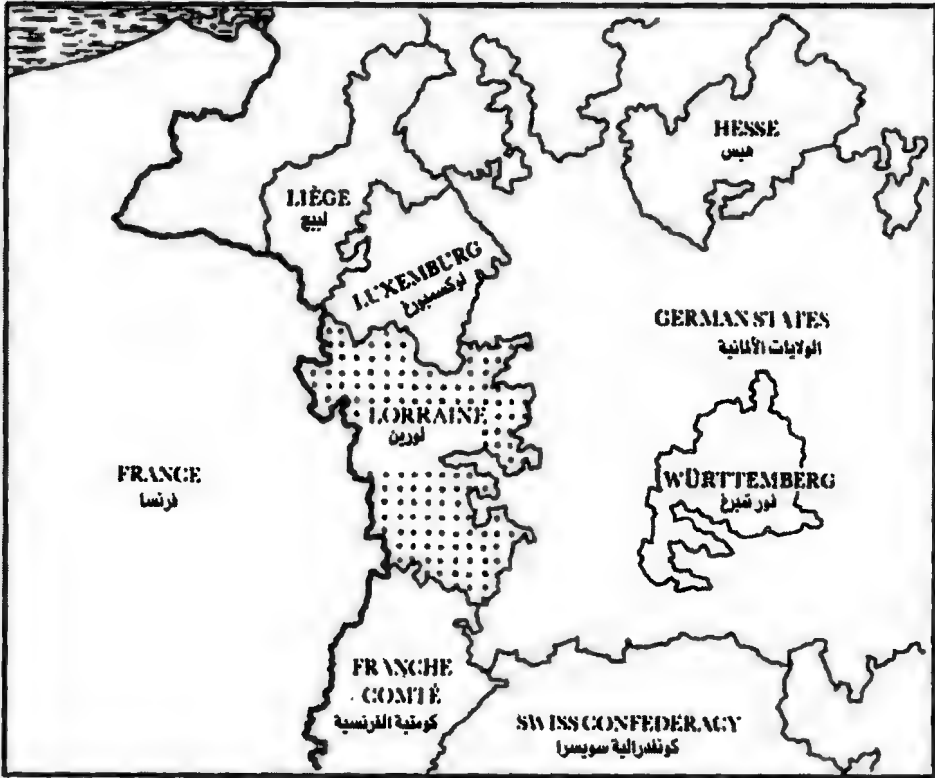 HESSE
هيس
LIÈGE
لييج
LUXEMBURG
لوكسمبورغ
GERMAN STATES
الولايات الألمانية
LORRAINE
لورين
FRANCE
فرنسا
WÜRTTEMBERG
فورتمبرغ
FRANCHE
COMTÉ
كومتية الفرنسية
SWISS CONFEDERACY
كونفدرالية سويسرا